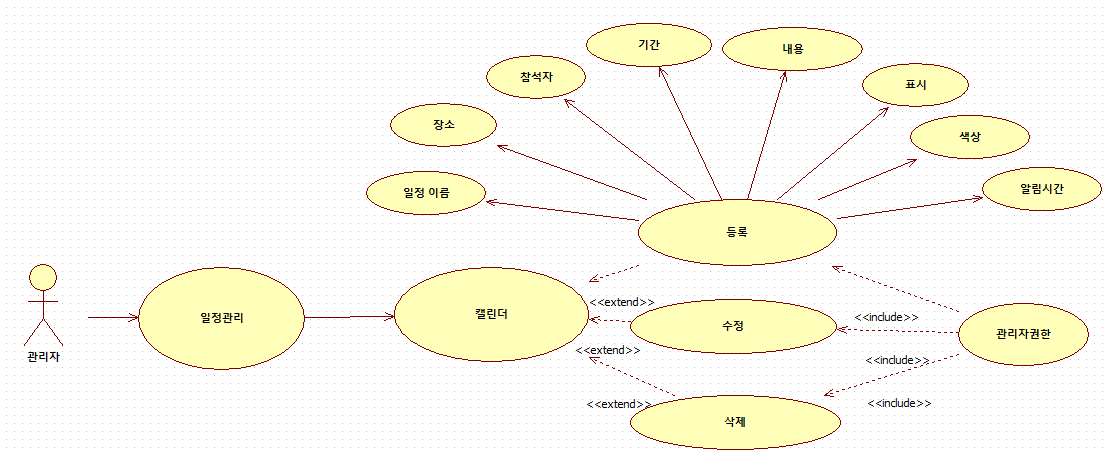 기간
내용
참석자
표시
장소
색상
일정 이름
알림시간
등록
일정관리
캘린더
<<extend>>
수정
<<include>>
관리자권한
관리자
<<extend>>
<<include>>
<<extend>>
삭제
<<include>>